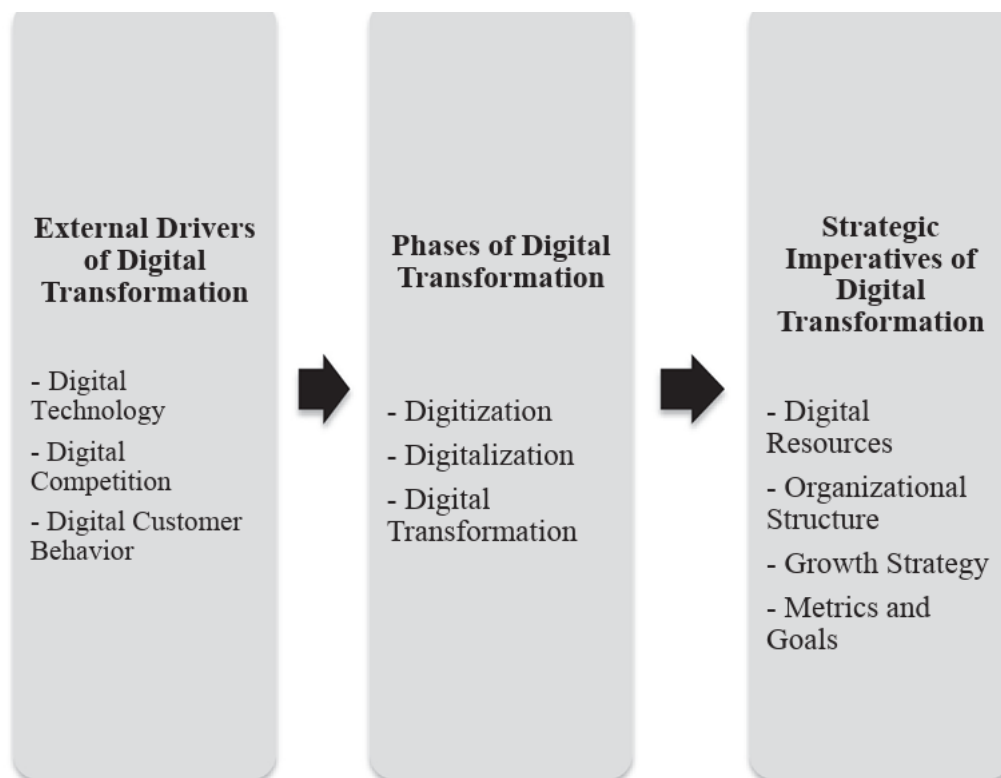 External Drivers
of Digital
Transformation
- Digital
Technology
- Digital
Competition
- Digital Customer
Behavior
Phases of Digital
Transformation
- Digitization
- Digitalization
- Digital
Transformation
Strategic
Imperatives of
Digital
Transformation
- Digital
Resources
- Organizational
Structure
- Growth Strategy
- Metrics and
Goals